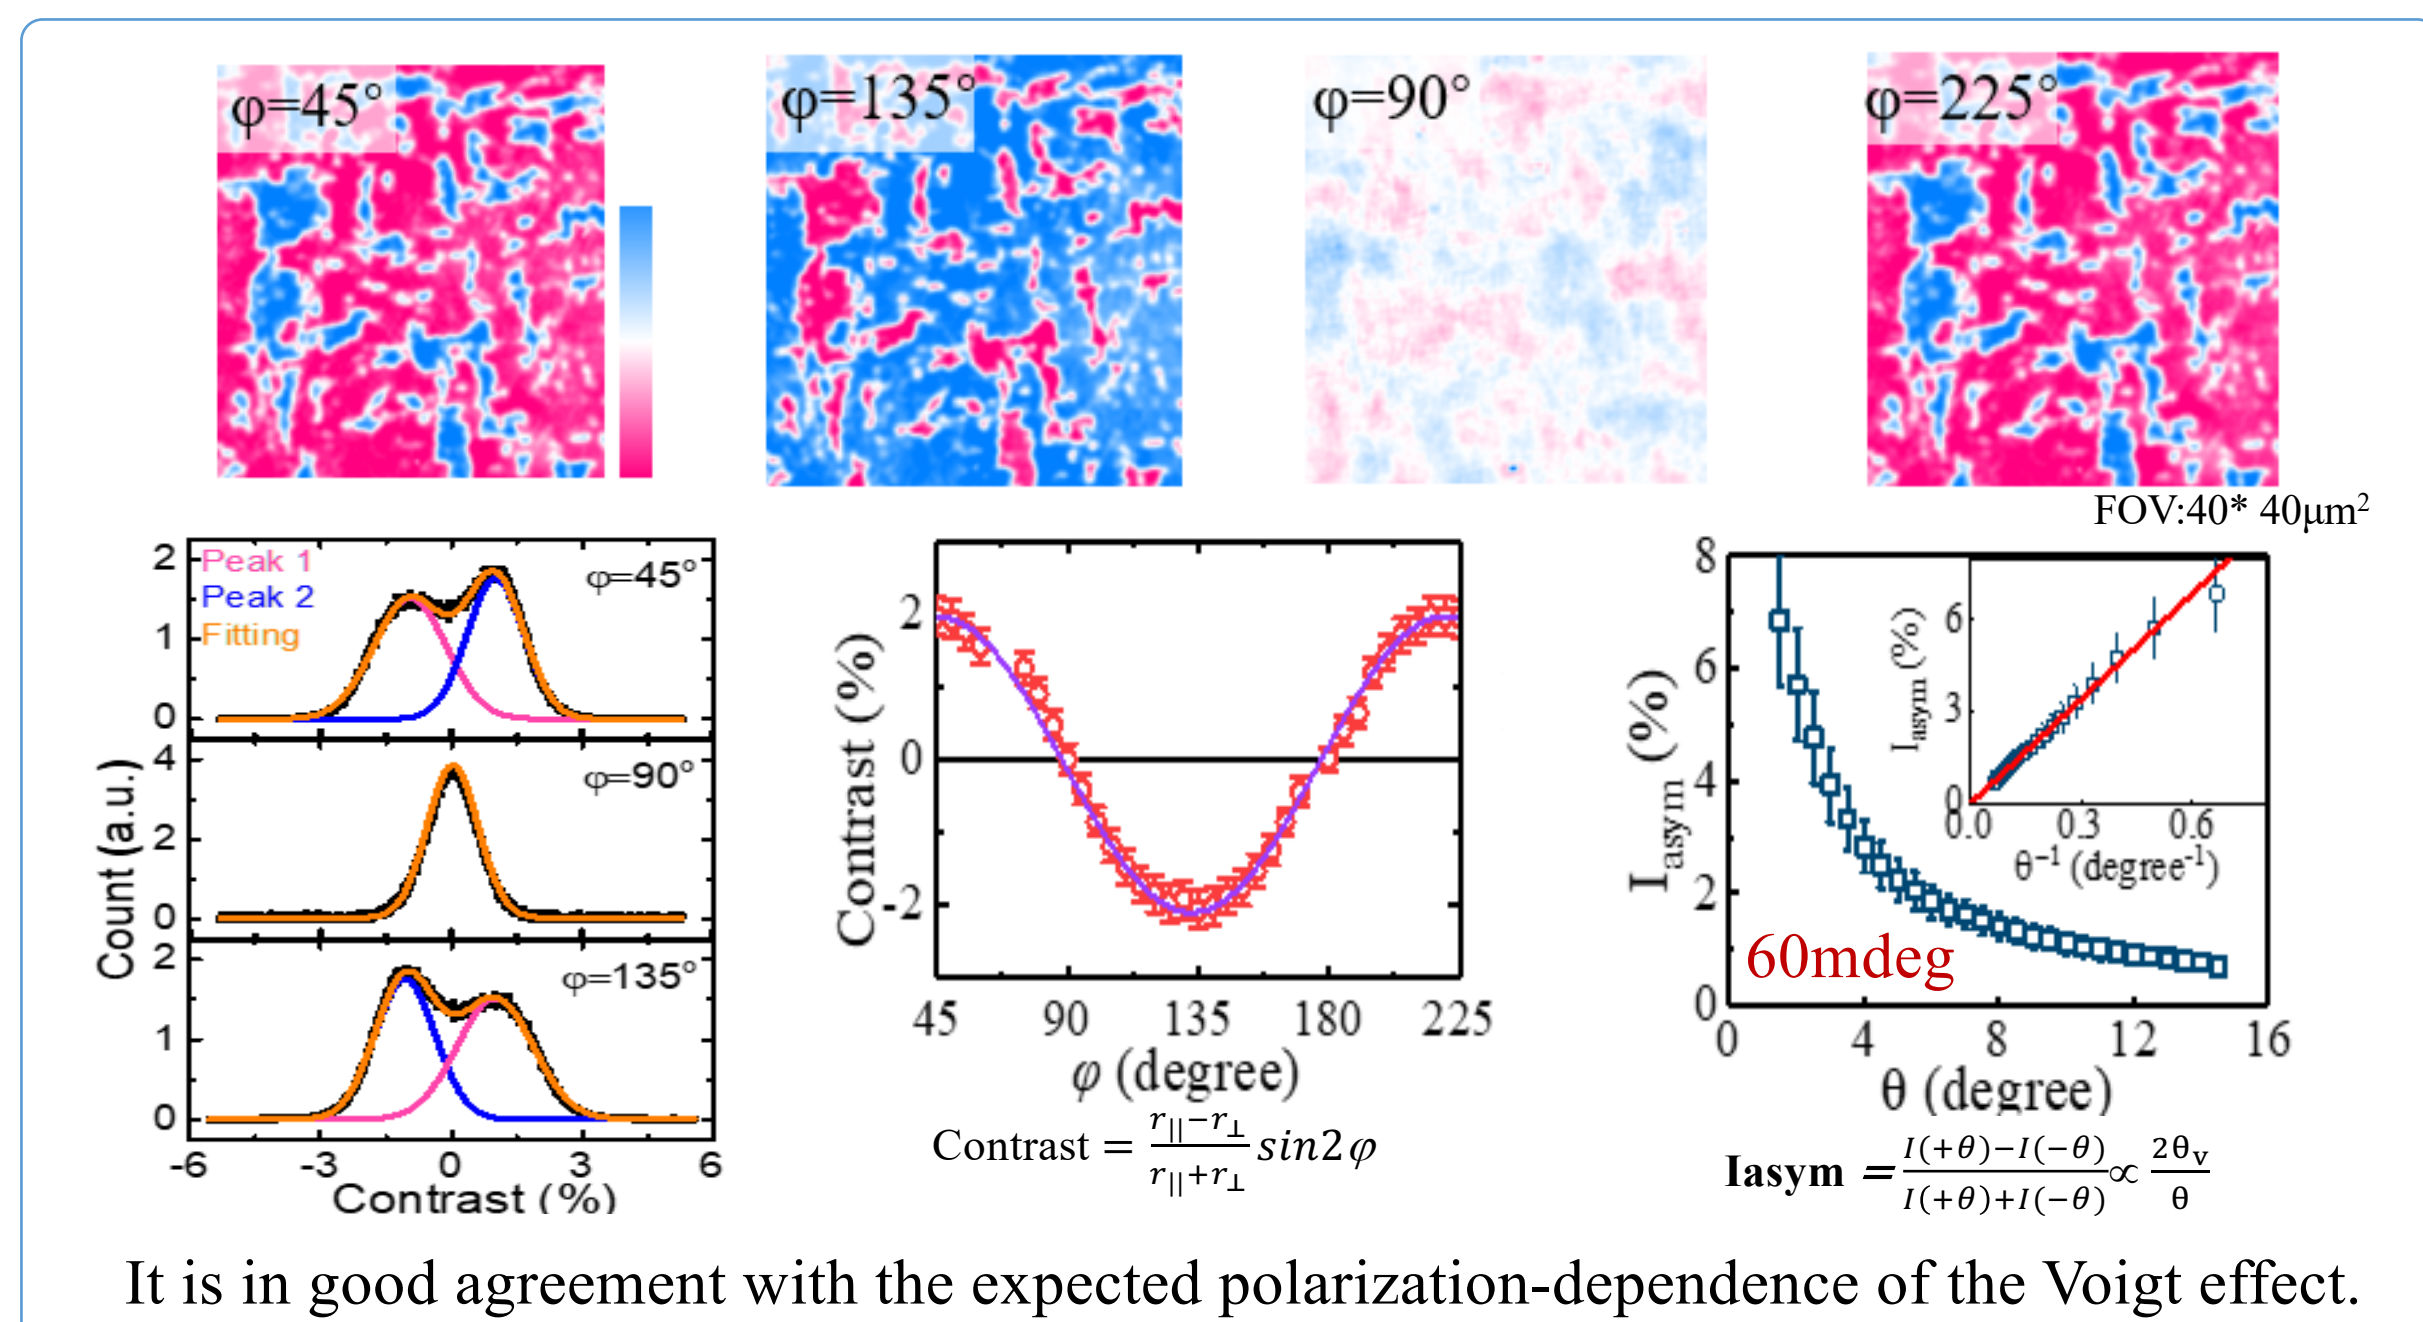 φ=45°
φ=135°
φ=90°
φ=225°
FOV:40* 40μm²
Count (a.u.)
2
1
0
Peak 1
Peak 2
Fitting
φ=45°
4
2
0
φ=90°
2
1
0
φ=135°
-6 -3 0 3 6
Contrast (%)
Contrast (%)
2
0
-2
45 90 135 180 225
φ (degree)
Contrast = (r||−r⊥)/(r||+r⊥) sin2φ
Iasym (%)
8
6
4
2
0
60mdeg
Iasym (%)
6
3
0
0.0 0.3 0.6
θ⁻¹ (degree⁻¹)
0 4 8 12 16
θ (degree)
Iasym = (I(+θ)−I(−θ))/(I(+θ)+I(−θ)) ∝ 2θv/θ
It is in good agreement with the expected polarization-dependence of the Voigt effect.